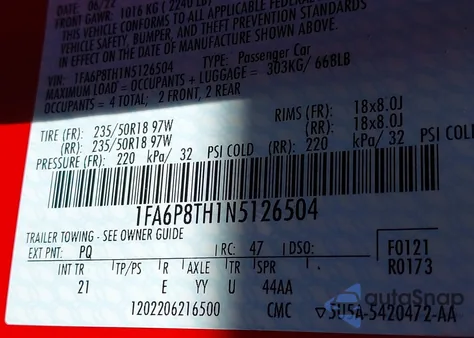 DATE: 06/22
FRONT GAWR: 1016 KG ( 2240 LB)
THIS VEHICLE CONFORMS TO ALL APPLICABLE FEDERAL
VEHICLE SAFETY, BUMPER, AND THEFT PREVENTION STANDARDS
IN EFFECT ON THE DATE OF MANUFACTURE SHOWN ABOVE.
VIN: 1FA6P8TH1N5126504 TYPE: Passenger Car
MAXIMUM LOAD = OCCUPANTS + LUGGAGE = 303KG/ 668LB
OCCUPANTS = 4 TOTAL; 2 FRONT, 2 REAR
TIRE (FR): 235/50R18 97W RIMS (FR): 18x8.0J
(RR): 235/50R18 97W (RR): 18x8.0J
PRESSURE (FR): 220 kPa/ 32 PSI COLD (RR): 220 kPa/ 32 PSI COLD
1FA6P8TH1N5126504
TRAILER TOWING - SEE OWNER GUIDE
EXT PNT: PQ RC: 47 DSO: F0121
INT TR TP/PS R AXLE TR SPR R0173
21 E YY U 44AA
1202206216500 CMC ▽5U5A-5420472-AA
autoSnap